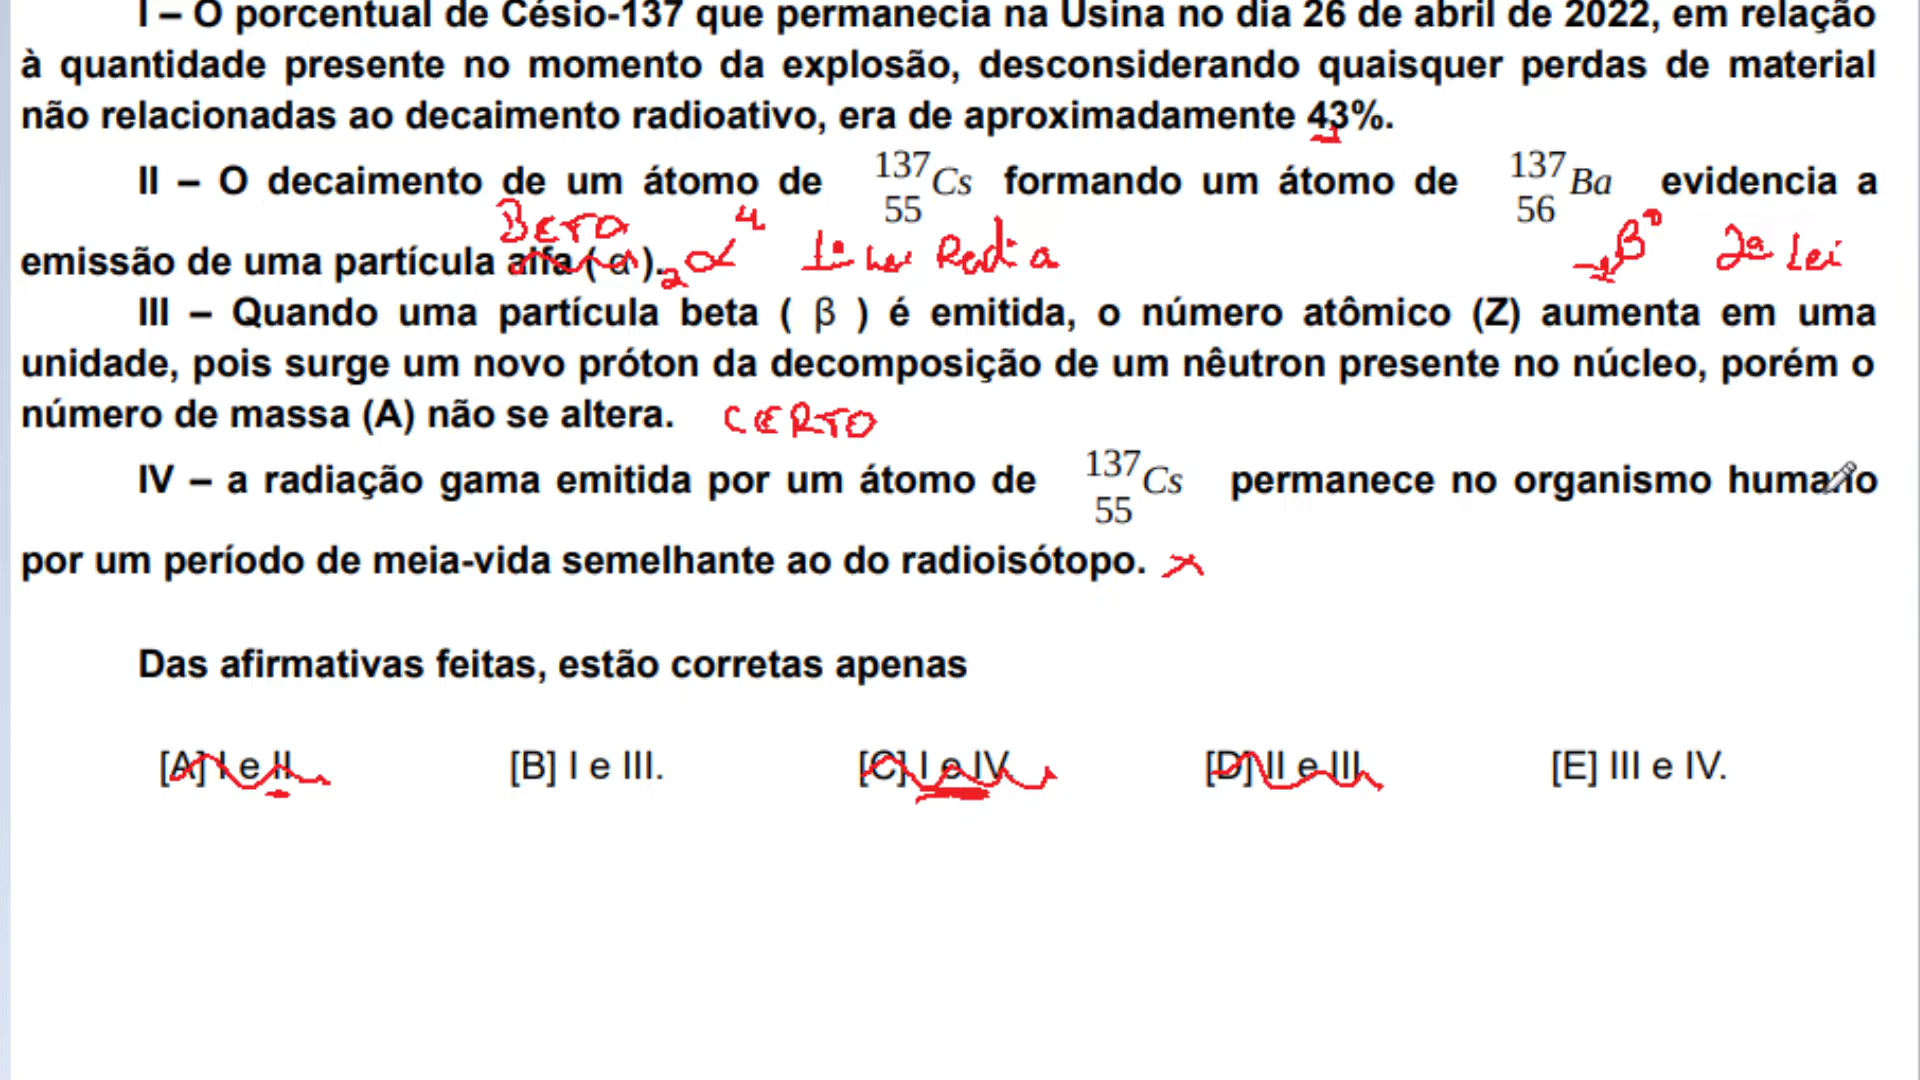 I – O porcentual de Césio-137 que permanecia na Usina no dia 26 de abril de 2022, em relação
à quantidade presente no momento da explosão, desconsiderando quaisquer perdas de material
não relacionadas ao decaimento radioativo, era de aproximadamente 43%.
II – O decaimento de um átomo de 137 55 Cs formando um átomo de 137 56 Ba evidencia a
BETA
emissão de uma partícula alfa ( α ). 2 α 4 1ª Lei Radia -1 β 0 2ª Lei
III – Quando uma partícula beta ( β ) é emitida, o número atômico (Z) aumenta em uma
unidade, pois surge um novo próton da decomposição de um nêutron presente no núcleo, porém o
número de massa (A) não se altera. CERTO
IV – a radiação gama emitida por um átomo de 137 55 Cs permanece no organismo humano
por um período de meia-vida semelhante ao do radioisótopo.
Das afirmativas feitas, estão corretas apenas
[A] I e II. [B] I e III. [C] I e IV. [D] II e III. [E] III e IV.